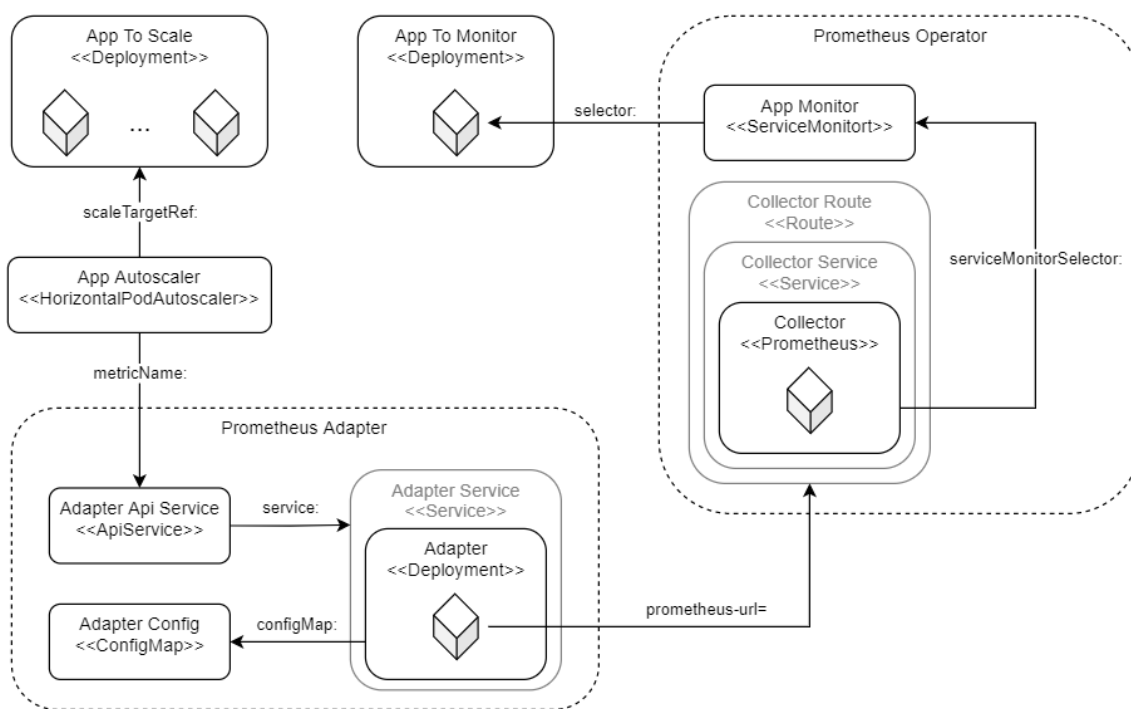 App To Scale
<<Deployment>>
...
App To Monitor
<<Deployment>>
Prometheus Operator
selector:
App Monitor
<<ServiceMonitort>>
scaleTargetRef:
Collector Route
<<Route>>
App Autoscaler
<<HorizontalPodAutoscaler>>
Collector Service
<<Service>>
serviceMonitorSelector:
Collector
<<Prometheus>>
metricName:
Prometheus Adapter
Adapter Api Service
<<ApiService>>
service:
Adapter Service
<<Service>>
Adapter
<<Deployment>>
prometheus-url=
Adapter Config
<<ConfigMap>>
configMap: